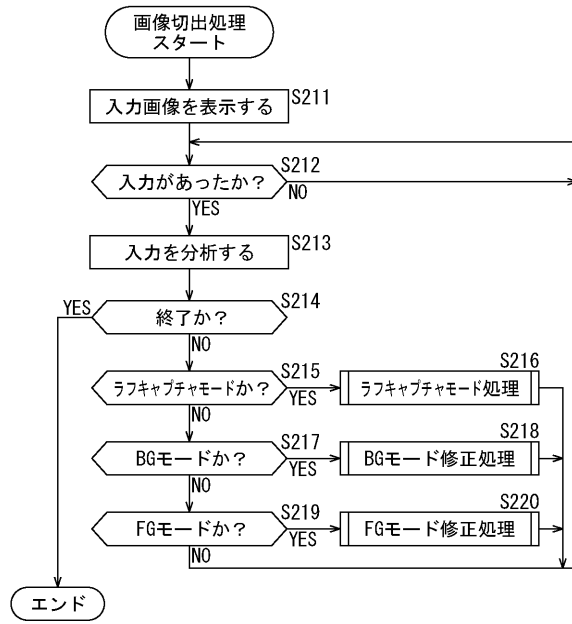 画像切出処理
スタート
S211
入力画像を表示する
S212
入力があったか？
NO
YES
S213
入力を分析する
S214
YES
終了か？
NO
S215
S216
ラフキャプチャモードか？
YES
ラフキャプチャモード処理
NO
S217
S218
BGモードか？
YES
BGモード修正処理
NO
S219
S220
FGモードか？
YES
FGモード修正処理
NO
エンド